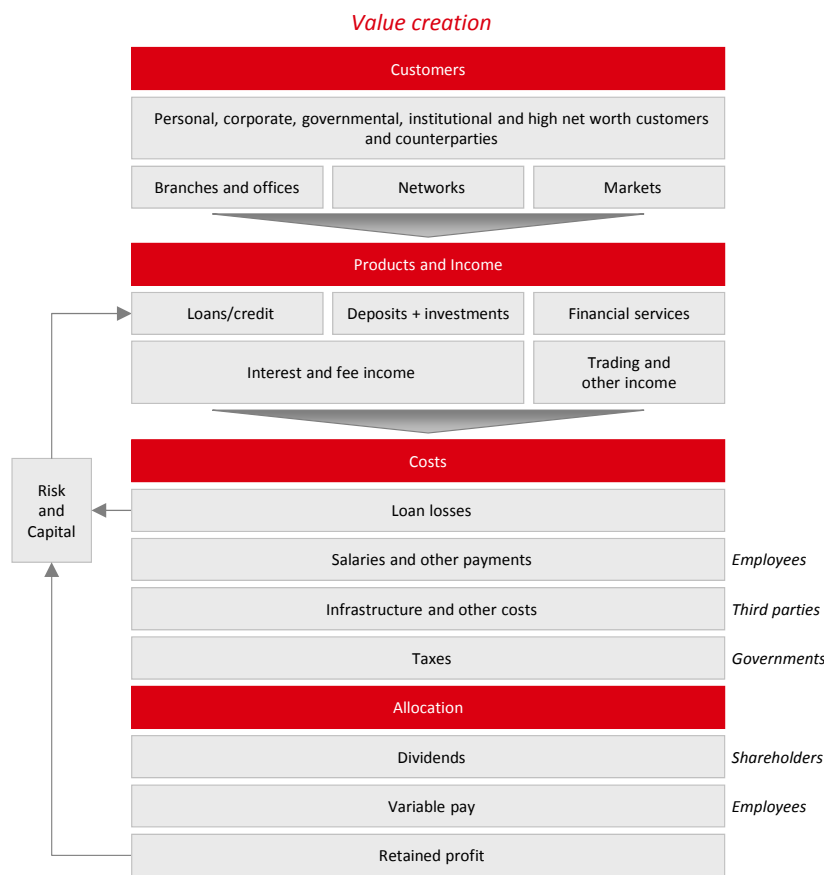 Value creation
Customers
Personal, corporate, governmental, institutional and high net worth customers
and counterparties
Branches and offices
Networks
Markets
Products and Income
Loans/credit
Deposits + investments
Financial services
Interest and fee income
Trading and
other income
Costs
Risk
and
Capital
Loan losses
Salaries and other payments
Employees
Infrastructure and other costs
Third parties
Taxes
Governments
Allocation
Dividends
Shareholders
Variable pay
Employees
Retained profit